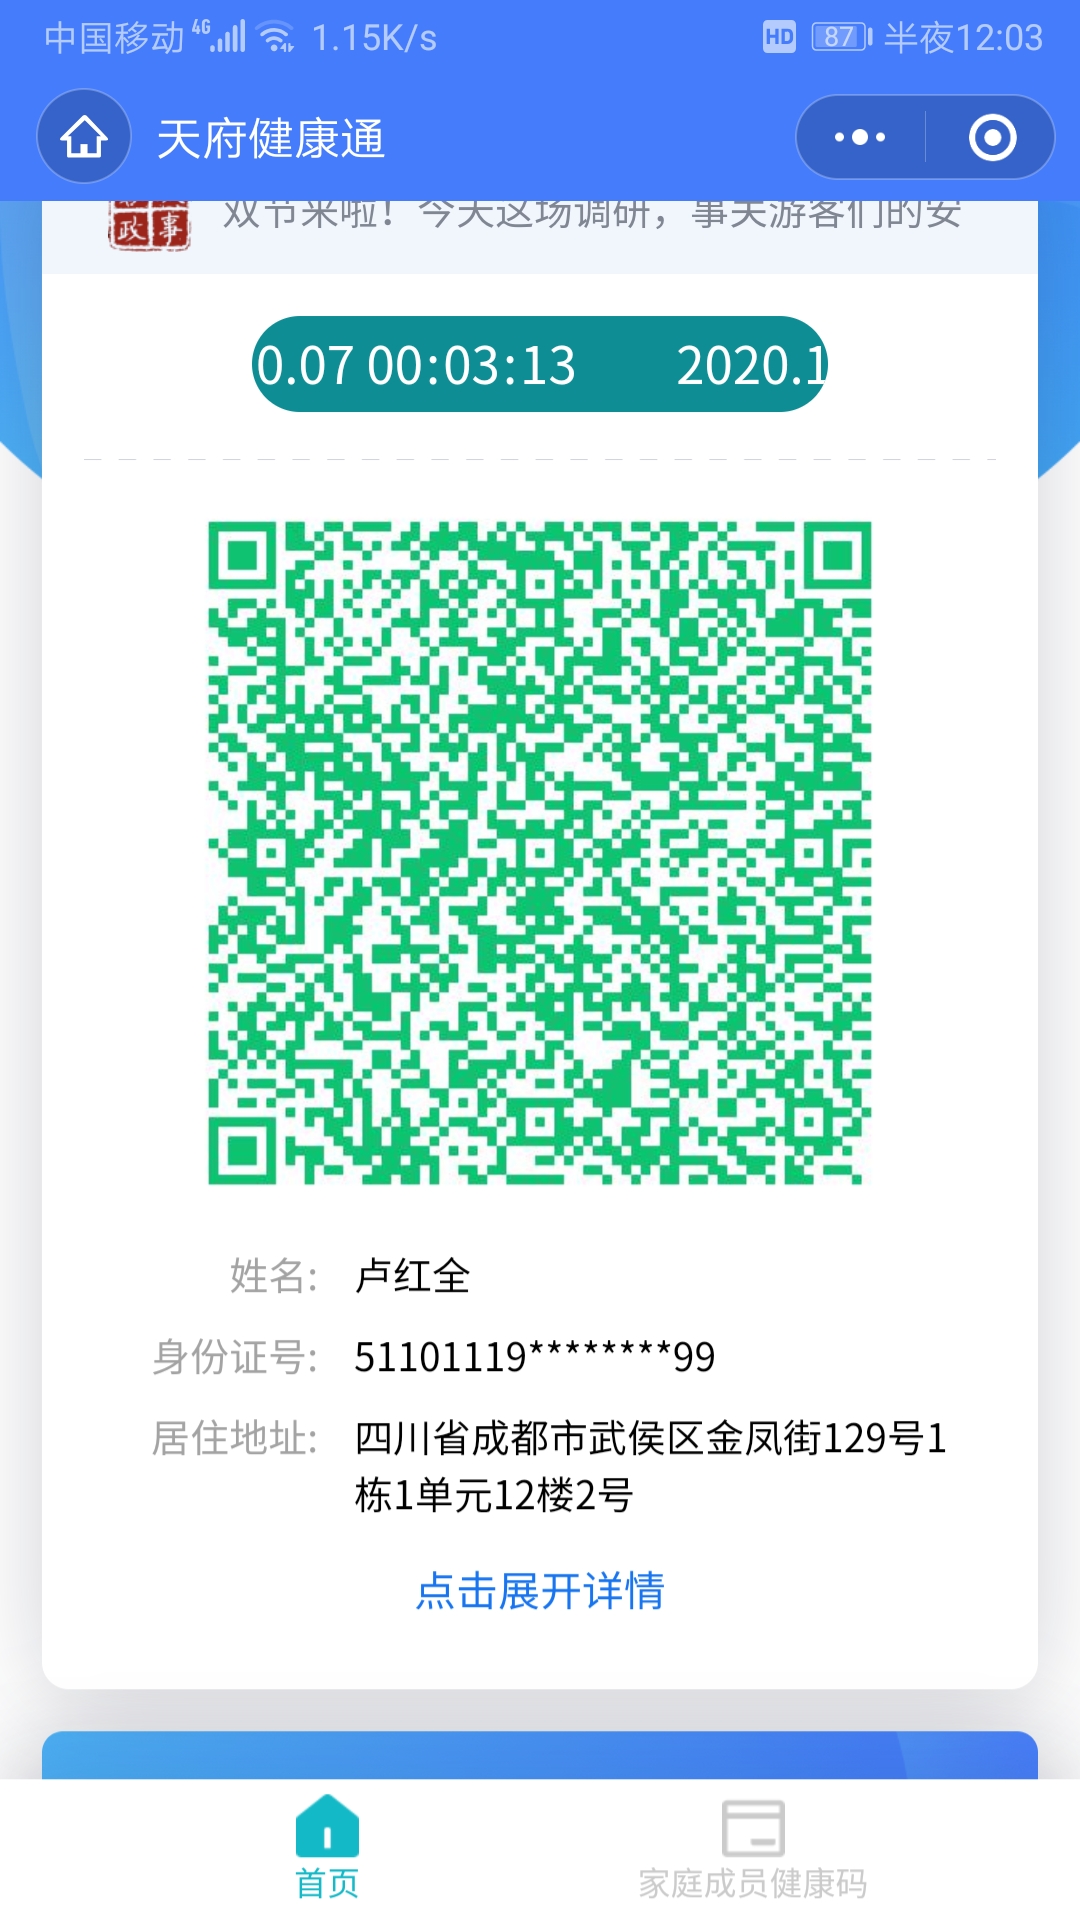 中国移动 4G 1.15K/s HD 87 半夜12:03
天府健康通
政事 双节来啦！今天这场调研，事关游客们的安
0.07 00:03:13 2020.1
姓名: 卢红全
身份证号: 51101119********99
居住地址: 四川省成都市武侯区金凤街129号1
栋1单元12楼2号
点击展开详情
首页 家庭成员健康码